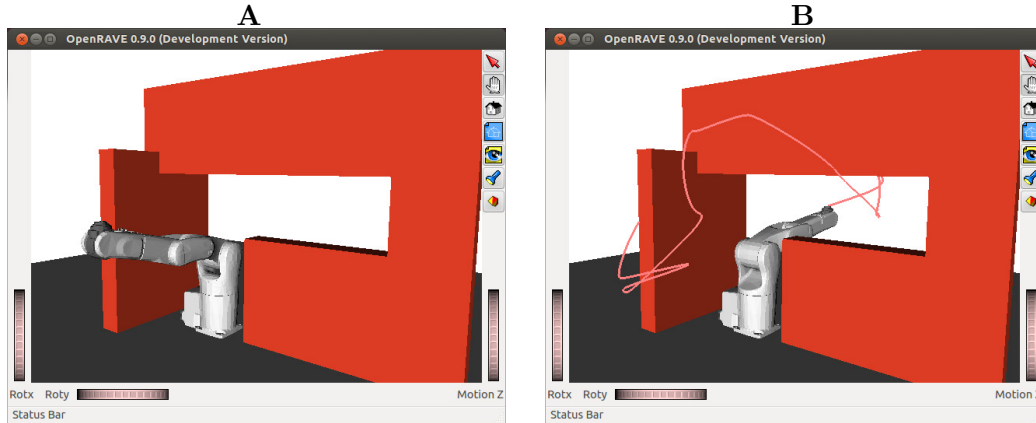 A
B
OpenRAVE 0.9.0 (Development Version)
OpenRAVE 0.9.0 (Development Version)
Rotx Roty Motion Z
Rotx Roty Motion
Status Bar
Status Bar